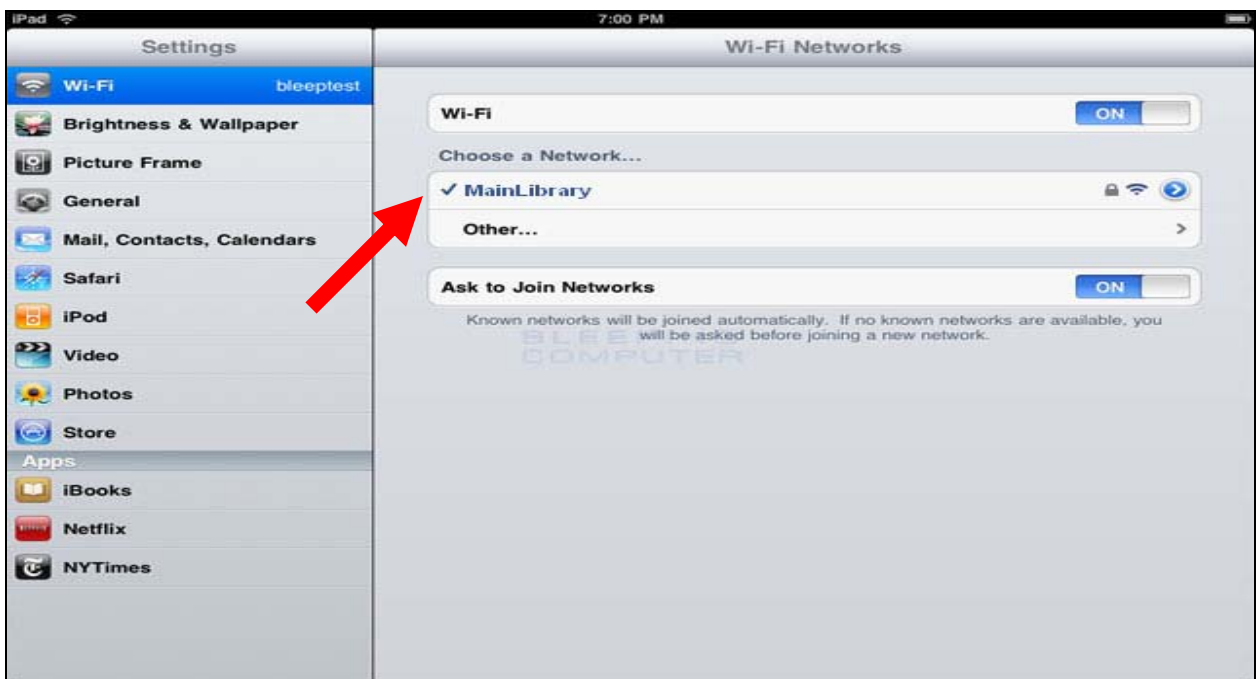 iPad 7:00 PM
Settings
Wi-Fi Networks
Wi-Fi bleeptest
Brightness & Wallpaper
Picture Frame
General
Mail, Contacts, Calendars
Safari
iPod
Video
Photos
Store
Apps
iBooks
Netflix
NYTimes
Wi-Fi ON
Choose a Network...
✓ MainLibrary
Other... >
Ask to Join Networks ON
Known networks will be joined automatically. If no known networks are available, you
will be asked before joining a new network.
COMPUTER